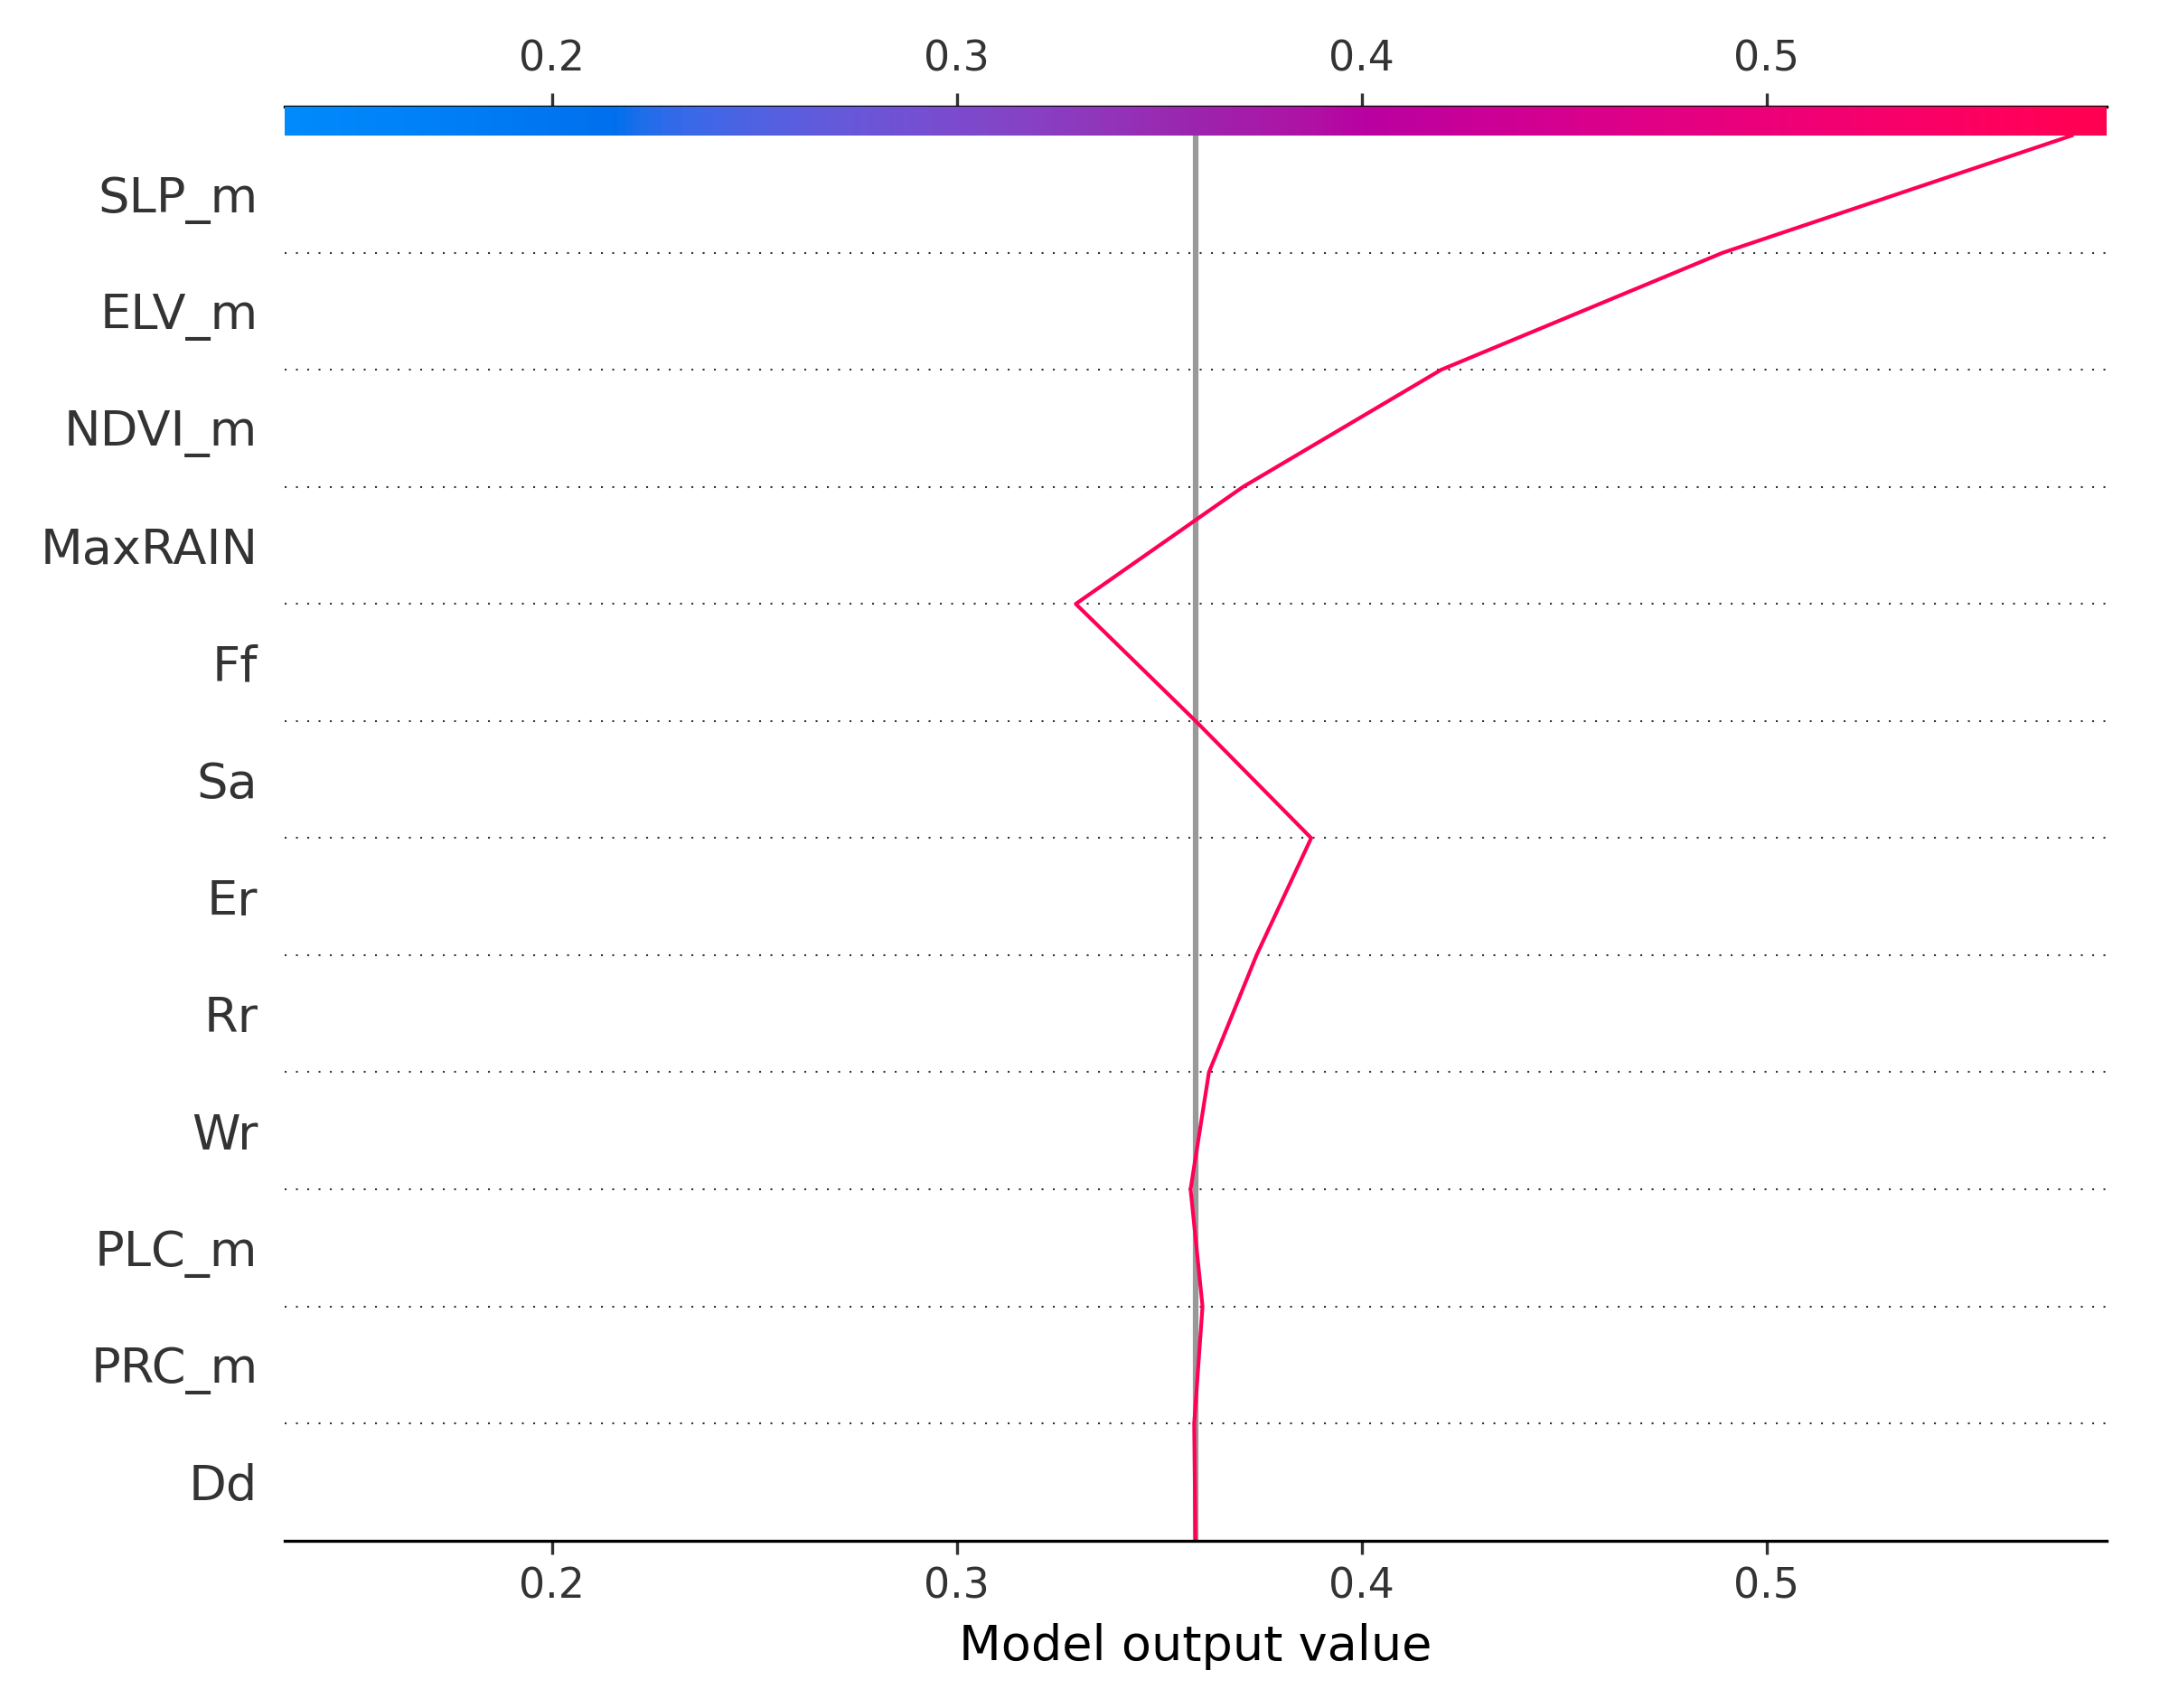 0.2 0.3 0.4 0.5
SLP_m
ELV_m
NDVI_m
MaxRAIN
Ff
Sa
Er
Rr
Wr
PLC_m
PRC_m
Dd
0.2 0.3 0.4 0.5
Model output value